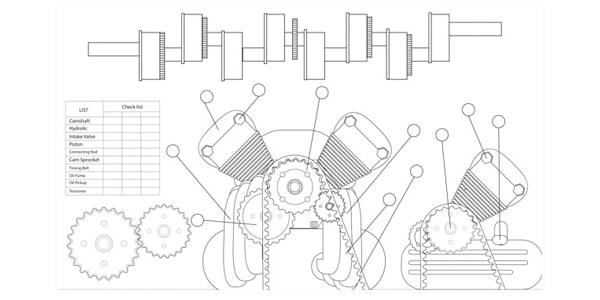 LIST
Check list
Camshaft
Hydrolic
Intake Valve
Piston
Connecting Rod
Cam Sprocket
Timing Belt
Oil Pump
Oil Pickup
Tensioner